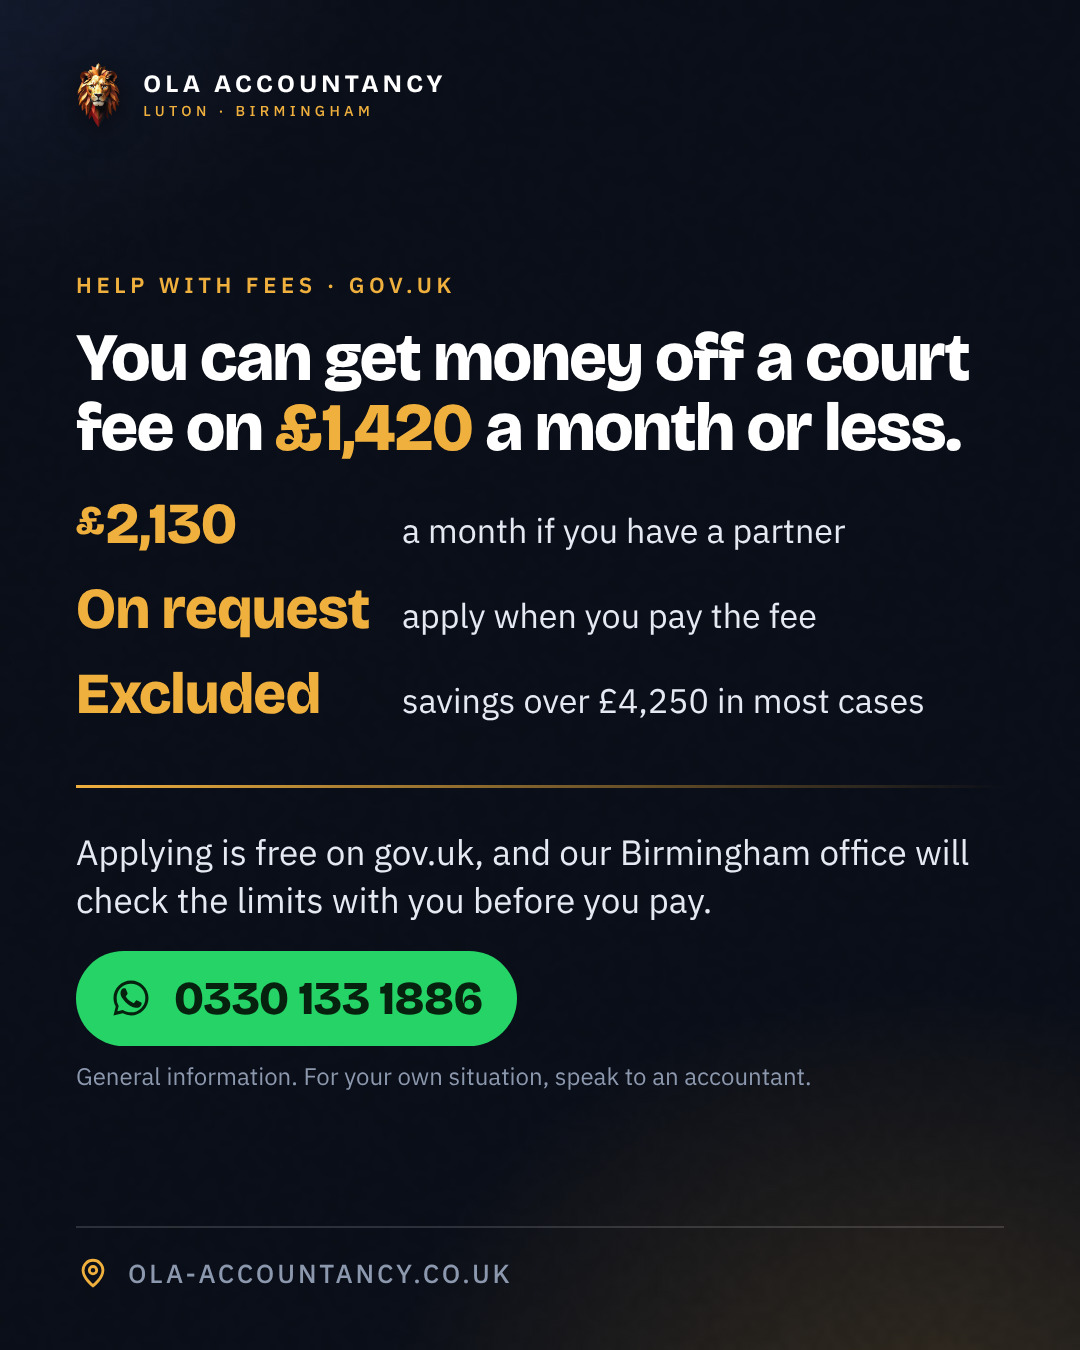 OLA ACCOUNTANCY
LUTON · BIRMINGHAM
HELP WITH FEES · GOV.UK
You can get money off a court
fee on £1,420 a month or less.
£2,130 a month if you have a partner
On request apply when you pay the fee
Excluded savings over £4,250 in most cases
Applying is free on gov.uk, and our Birmingham office will
check the limits with you before you pay.
0330 133 1886
General information. For your own situation, speak to an accountant.
OLA-ACCOUNTANCY.CO.UK